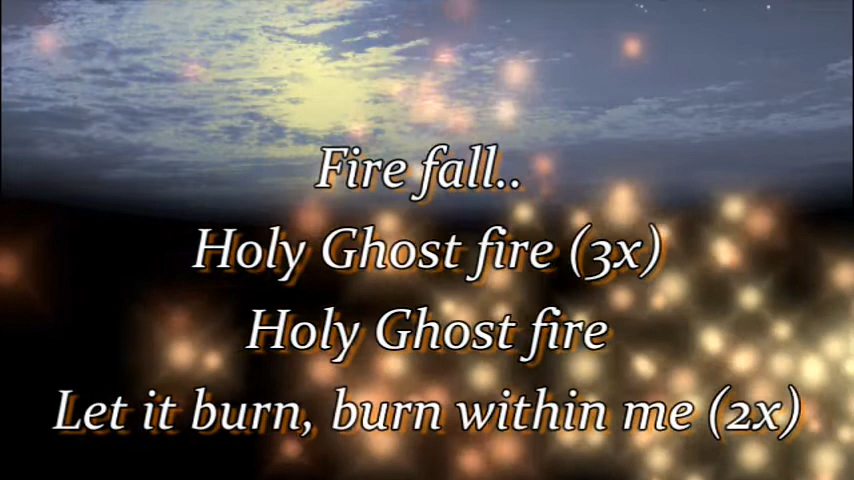 Fire fall..
Holy Ghost fire (3x)
Holy Ghost fire
Let it burn, burn within me (2x)